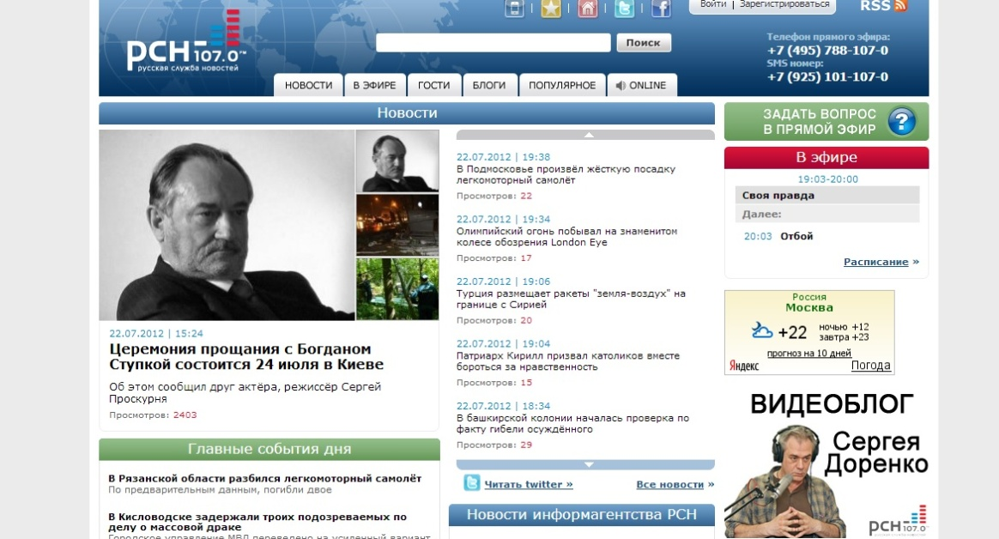 Войти | Зарегистрироваться
RSS
РСН 107.0™
русская служба новостей
Поиск
Телефон прямого эфира:
+7 (495) 788-107-0
SMS номер:
+7 (925) 101-107-0
НОВОСТИ
В ЭФИРЕ
ГОСТИ
БЛОГИ
ПОПУЛЯРНОЕ
ONLINE
Новости
22.07.2012 | 15:24
Церемония прощания с Богданом
Ступкой состоится 24 июля в Киеве
Об этом сообщил друг актёра, режиссёр Сергей
Проскурня
Просмотров: 2403
Главные события дня
В Рязанской области разбился легкомоторный самолёт
По предварительным данным, погибли двое
В Кисловодске задержали троих подозреваемых по
делу о массовой драке
Городское управление МВД переведено на усиленный вариант
22.07.2012 | 19:38
В Подмосковье произвёл жёсткую посадку
легкомоторный самолёт
Просмотров: 22
22.07.2012 | 19:34
Олимпийский огонь побывал на знаменитом
колесе обозрения London Eye
Просмотров: 17
22.07.2012 | 19:06
Турция размещает ракеты "земля-воздух" на
границе с Сирией
Просмотров: 20
22.07.2012 | 19:04
Патриарх Кирилл призвал католиков вместе
бороться за нравственность
Просмотров: 15
22.07.2012 | 18:34
В башкирской колонии началась проверка по
факту гибели осуждённого
Просмотров: 29
Читать twitter »
Все новости »
Новости информагентства РСН
ЗАДАТЬ ВОПРОС
В ПРЯМОЙ ЭФИР
?
В эфире
19:03-20:00
Своя правда
Далее:
20:03 Отбой
Расписание »
Россия
Москва
+22
ночью +12
завтра +23
прогноз на 10 дней
Яндекс
Погода
ВИДЕОБЛОГ
Сергея
Доренко
РСН 107.0